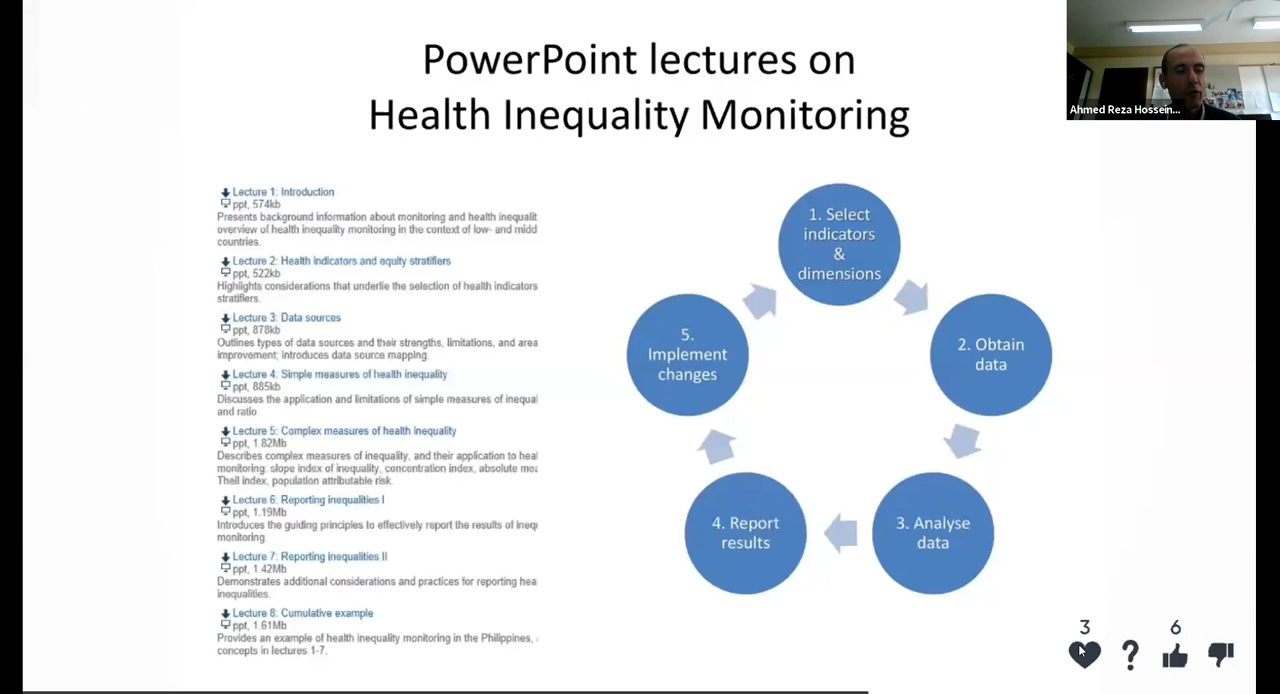 PowerPoint lectures on
Health Inequality Monitoring
Ahmed Reza Hossein...
Lecture 1: Introduction
ppt, 574kb
Presents background information about monitoring and health inequalit
overview of health inequality monitoring in the context of low- and midd
countries.
Lecture 2: Health indicators and equity stratifiers
ppt, 522kb
Highlights considerations that underlie the selection of health indicators
stratifiers.
Lecture 3: Data sources
ppt, 878kb
Outlines types of data sources and their strengths, limitations, and area
improvement; introduces data source mapping.
Lecture 4: Simple measures of health inequality
ppt, 885kb
Discusses the application and limitations of simple measures of inequal
and ratio.
Lecture 5: Complex measures of health inequality
ppt, 1.82Mb
Describes complex measures of inequality, and their application to heal
monitoring: slope index of inequality, concentration index, absolute mea
Theil index, population attributable risk.
Lecture 6: Reporting inequalities I
ppt, 1.19Mb
Introduces the guiding principles to effectively report the results of inequ
monitoring.
Lecture 7: Reporting inequalities II
ppt, 1.42Mb
Demonstrates additional considerations and practices for reporting hea
inequalities.
Lecture 8: Cumulative example
ppt, 1.61Mb
Provides an example of health inequality monitoring in the Philippines,
concepts in lectures 1-7.
1. Select
indicators
&
dimensions
2. Obtain
data
3. Analyse
data
4. Report
results
5.
Implement
changes
3
6